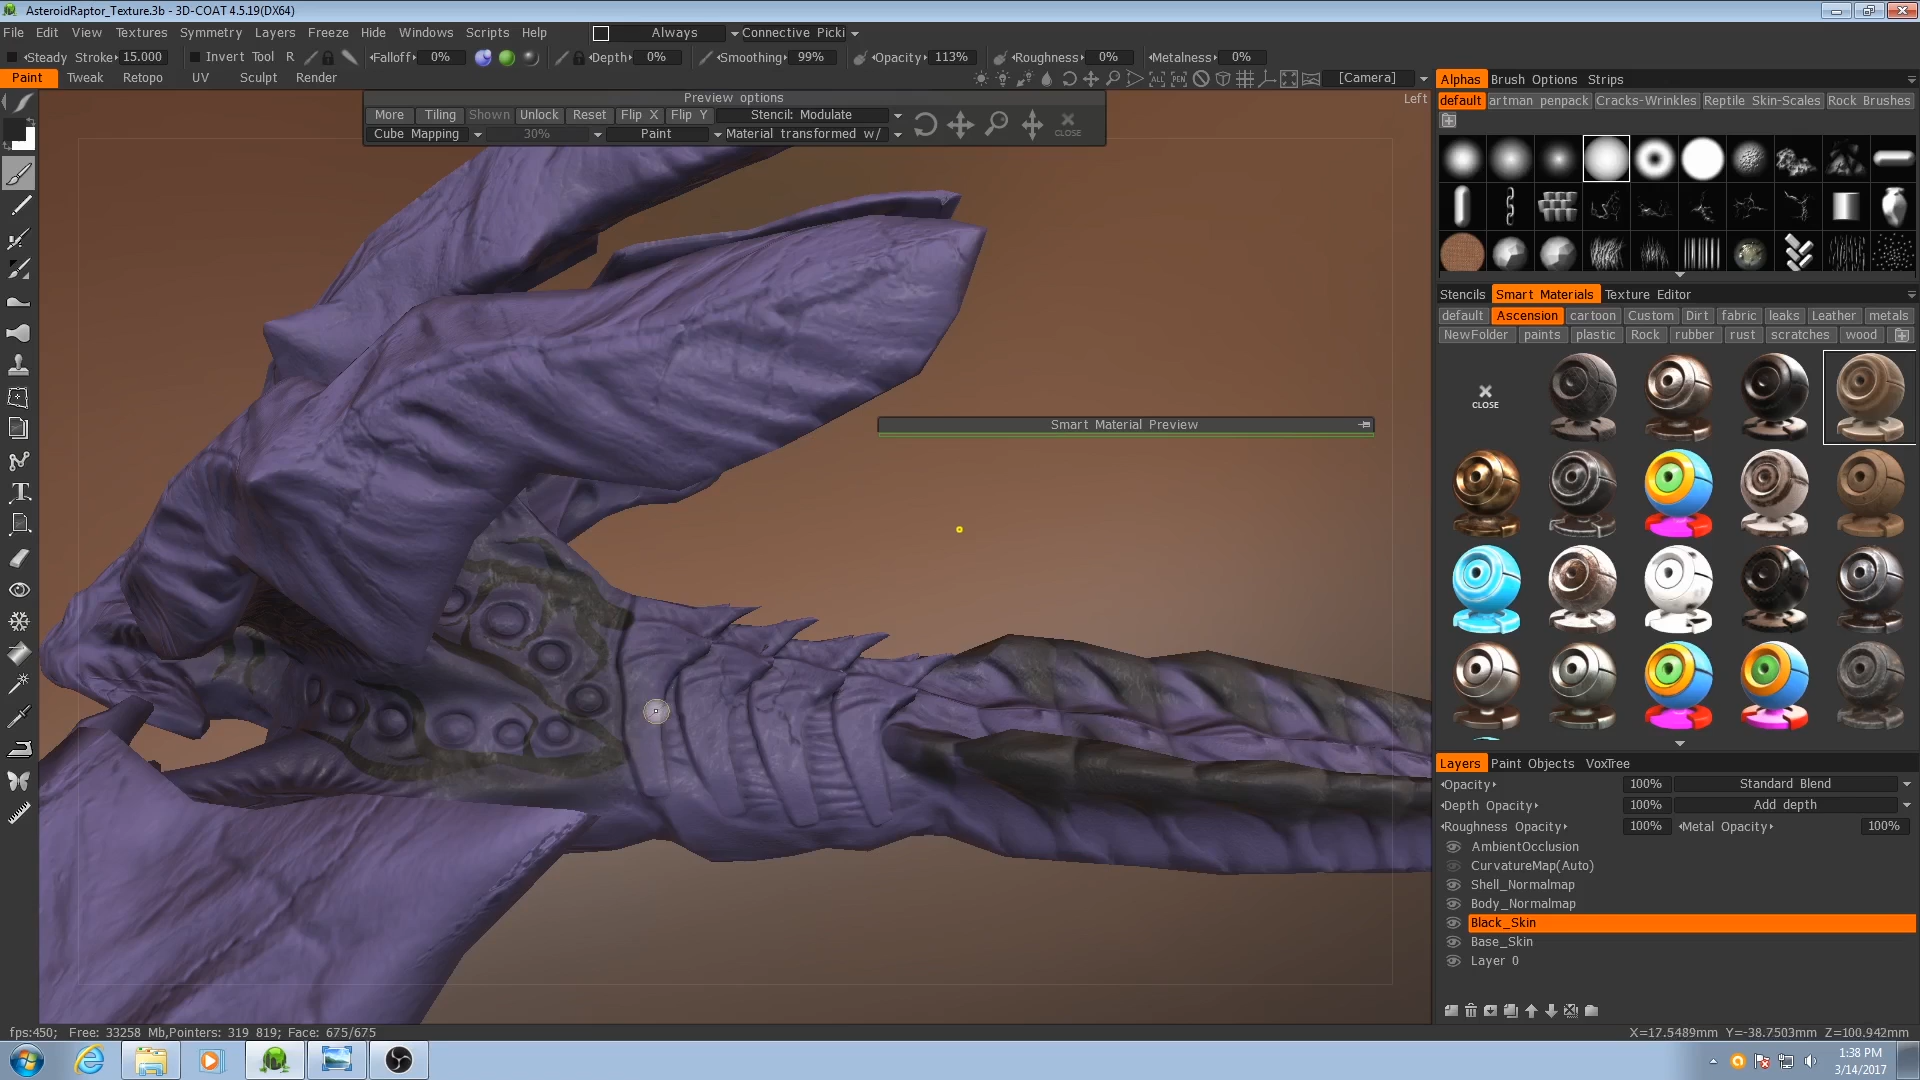 AsteroidRaptor_Texture.3b - 3D-COAT 4.5.19(DX64)
File Edit View Textures Symmetry Layers Freeze Hide Windows Scripts Help Always Connective Picki
Steady Stroke 15.000 Invert Tool R Falloff 0% Depth 0% Smoothing 99% Opacity 113% Roughness 0% Metalness 0%
Paint Tweak Retopo UV Sculpt Render [Camera]
Alphas Brush Options Strips
Preview options
Left
default artman penpack Cracks-Wrinkles Reptile Skin-Scales Rock Brushes
More Tiling Shown Unlock Reset Flip X Flip Y Stencil: Modulate
Cube Mapping 30% Paint Material transformed w/ CLOSE
Stencils Smart Materials Texture Editor
default Ascension cartoon Custom Dirt fabric leaks Leather metals
NewFolder paints plastic Rock rubber rust scratches wood
CLOSE
Smart Material Preview
Layers Paint Objects VoxTree
Opacity 100% Standard Blend
Depth Opacity 100% Add depth
Roughness Opacity 100% Metal Opacity 100%
AmbientOcclusion
CurvatureMap(Auto)
Shell_Normalmap
Body_Normalmap
Black_Skin
Base_Skin
Layer 0
fps:450; Free: 33258 Mb,Pointers: 319 819; Face: 675/675
X=17.5489mm Y=-38.7503mm Z=100.942mm
1:38 PM
3/14/2017